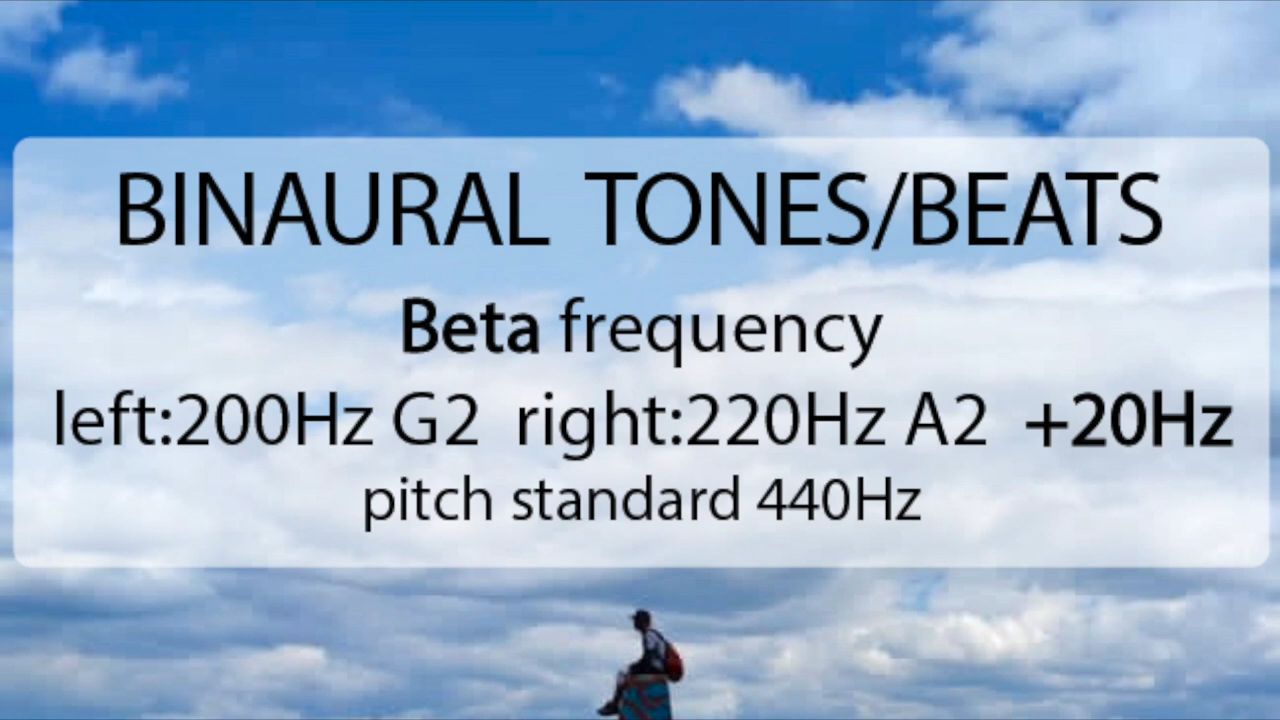 BINAURAL TONES/BEATS
Beta frequency
left:200Hz G2 right:220Hz A2 +20Hz
pitch standard 440Hz